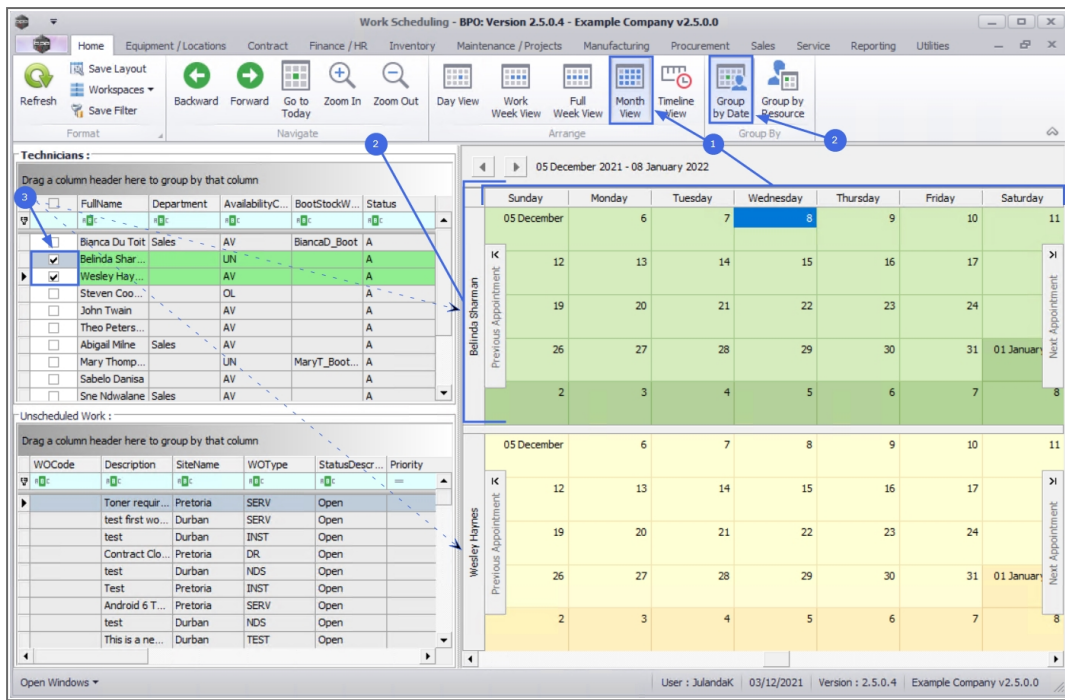 Work Scheduling - BPO: Version 2.5.0.4 - Example Company v2.5.0.0
Home Equipment / Locations Contract Finance / HR Inventory Maintenance / Projects Manufacturing Procurement Sales Service Reporting Utilities
Refresh
Save Layout
Workspaces
Save Filter
Format
Backward Forward Go to Today Zoom In Zoom Out
Navigate
Day View Work Week View Full Week View Month View Timeline View
Arrange
Group by Date Group by Resource
Group By
1
2
2
3
Technicians :
Drag a column header here to group by that column
FullName Department AvailabilityC... BootStockW... Status
Bianca Du Toit Sales AV BiancaD_Boot A
Belinda Shar... UN A
Wesley Hay... AV A
Steven Coo... OL A
John Twain AV A
Theo Peters... AV A
Abigail Milne Sales AV A
Mary Thomp... UN MaryT_Boot... A
Sabelo Danisa AV A
Sne Ndwalane Sales AV A
Unscheduled Work :
Drag a column header here to group by that column
WOCode Description SiteName WOType StatusDescr... Priority
Toner requir... Pretoria SERV Open
test first wo... Durban SERV Open
test Durban INST Open
Contract Clo... Pretoria DR Open
test Durban NDS Open
Test Pretoria INST Open
Android 6 T... Pretoria SERV Open
test Durban NDS Open
This is a ne... Durban TEST Open
05 December 2021 - 08 January 2022
Sunday Monday Tuesday Wednesday Thursday Friday Saturday
Belinda Sharman
Previous Appointment
Next Appointment
05 December 6 7 8 9 10 11
12 13 14 15 16 17
19 20 21 22 23 24
26 27 28 29 30 31 01 January
2 3 4 5 6 7 8
Wesley Haynes
Previous Appointment
Next Appointment
05 December 6 7 8 9 10 11
12 13 14 15 16 17
19 20 21 22 23 24
26 27 28 29 30 31 01 January
2 3 4 5 6 7 8
Open Windows
User : JulandaK 03/12/2021 Version : 2.5.0.4 Example Company v2.5.0.0